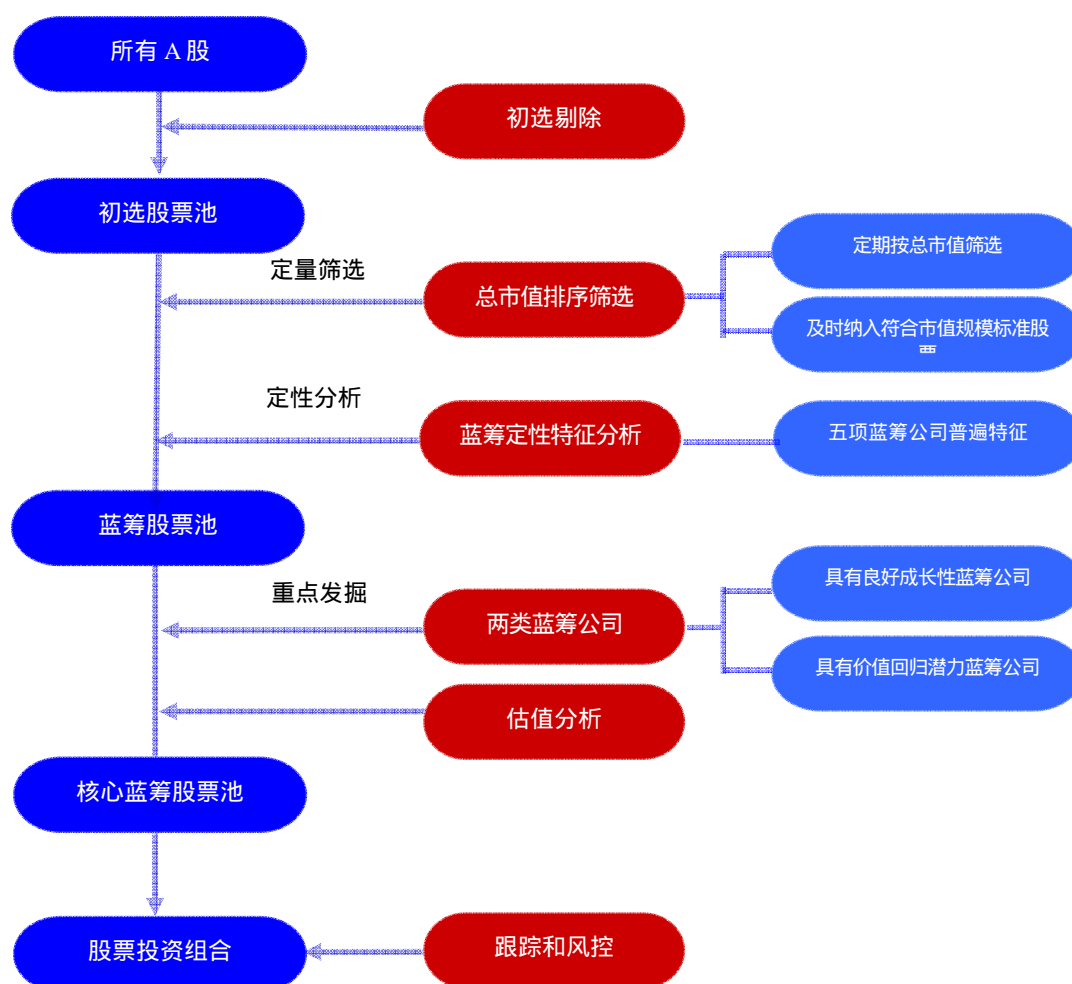 所有 A 股
初选剔除
初选股票池
定期按总市值筛选
定量筛选
总市值排序筛选
及时纳入符合市值规模标准股
票
定性分析
蓝筹定性特征分析
五项蓝筹公司普遍特征
蓝筹股票池
重点发掘
具有良好成长性蓝筹公司
两类蓝筹公司
具有价值回归潜力蓝筹公司
估值分析
核心蓝筹股票池
股票投资组合
跟踪和风控